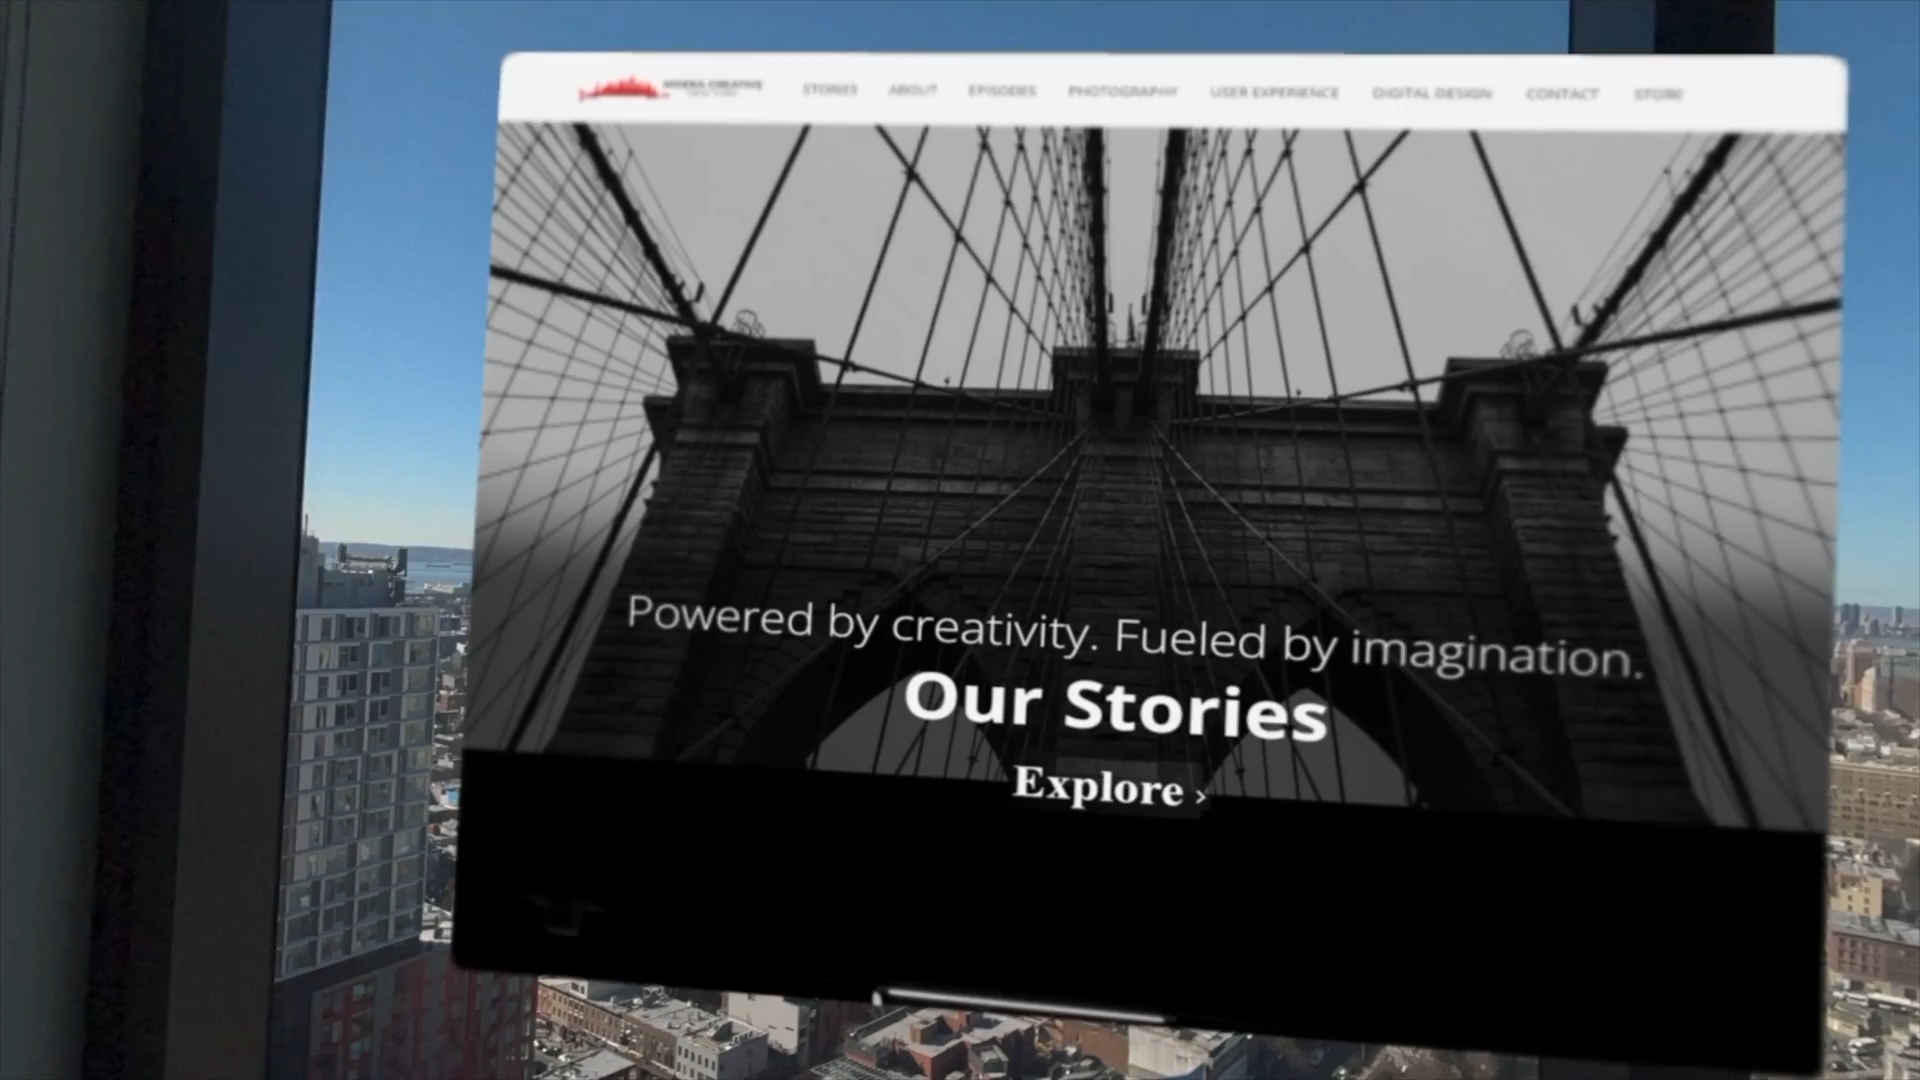 STORIES ABOUT EPISODES PHOTOGRAPHY USER EXPERIENCE DIGITAL DESIGN CONTACT STORE
Powered by creativity. Fueled by imagination.
Our Stories
Explore ›